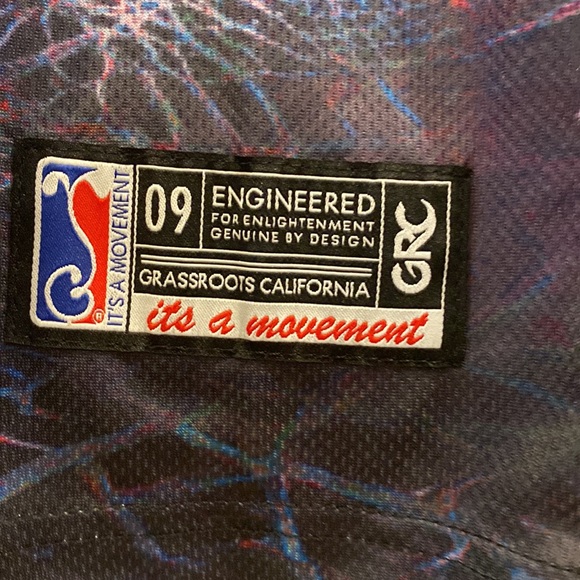 IT'S A MOVEMENT
®
09
ENGINEERED
FOR ENLIGHTENMENT
GENUINE BY DESIGN
GRASSROOTS CALIFORNIA
GRC
its a movement